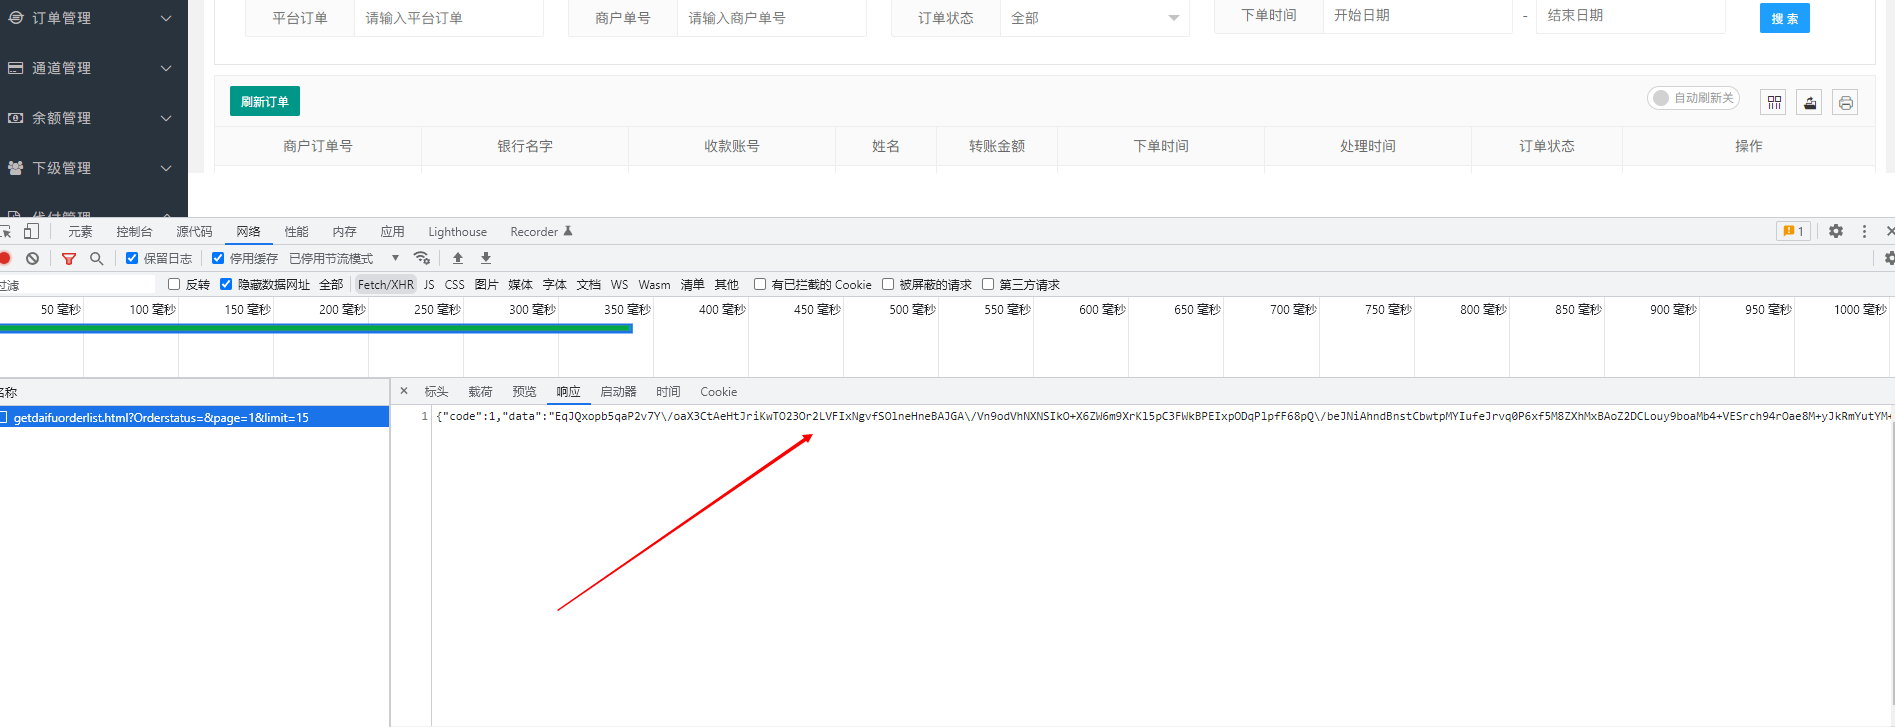 订单管理
平台订单 请输入平台订单 商户单号 请输入商户单号 订单状态 全部 下单时间 开始日期 - 结束日期 搜 索
通道管理
余额管理
下级管理
代付管理
刷新订单 自动刷新关
商户订单号 银行名字 收款账号 姓名 转账金额 下单时间 处理时间 订单状态 操作
元素 控制台 源代码 网络 性能 内存 应用 Lighthouse Recorder 1
保留日志 停用缓存 已停用节流模式
过滤 反转 隐藏数据网址 全部 Fetch/XHR JS CSS 图片 媒体 字体 文档 WS Wasm 清单 其他 有已拦截的 Cookie 被屏蔽的请求 第三方请求
50 毫秒 100 毫秒 150 毫秒 200 毫秒 250 毫秒 300 毫秒 350 毫秒 400 毫秒 450 毫秒 500 毫秒 550 毫秒 600 毫秒 650 毫秒 700 毫秒 750 毫秒 800 毫秒 850 毫秒 900 毫秒 950 毫秒 1000 毫秒
名称
getdaifuorderlist.html?Orderstatus=&page=1&limit=15
× 标头 载荷 预览 响应 启动器 时间 Cookie
1 {"code":1,"data":"EqJQxopb5qaP2v7Y\/oaX3CtAeHtJriKwTO23Or2LVFIxNgvfSOlneHneBAJGA\/Vn9odVhNXNSIkO+X6ZW6m9XrKl5pC3FWkBPEIxpODqPlpfF68pQ\/beJNiAhndBnstCbwtpMYIufeJrvq0P6xf5M8ZXhMxBAoZ2DCLouy9boaMb4+VESrch94rOae8M+yJkRmYutYM+